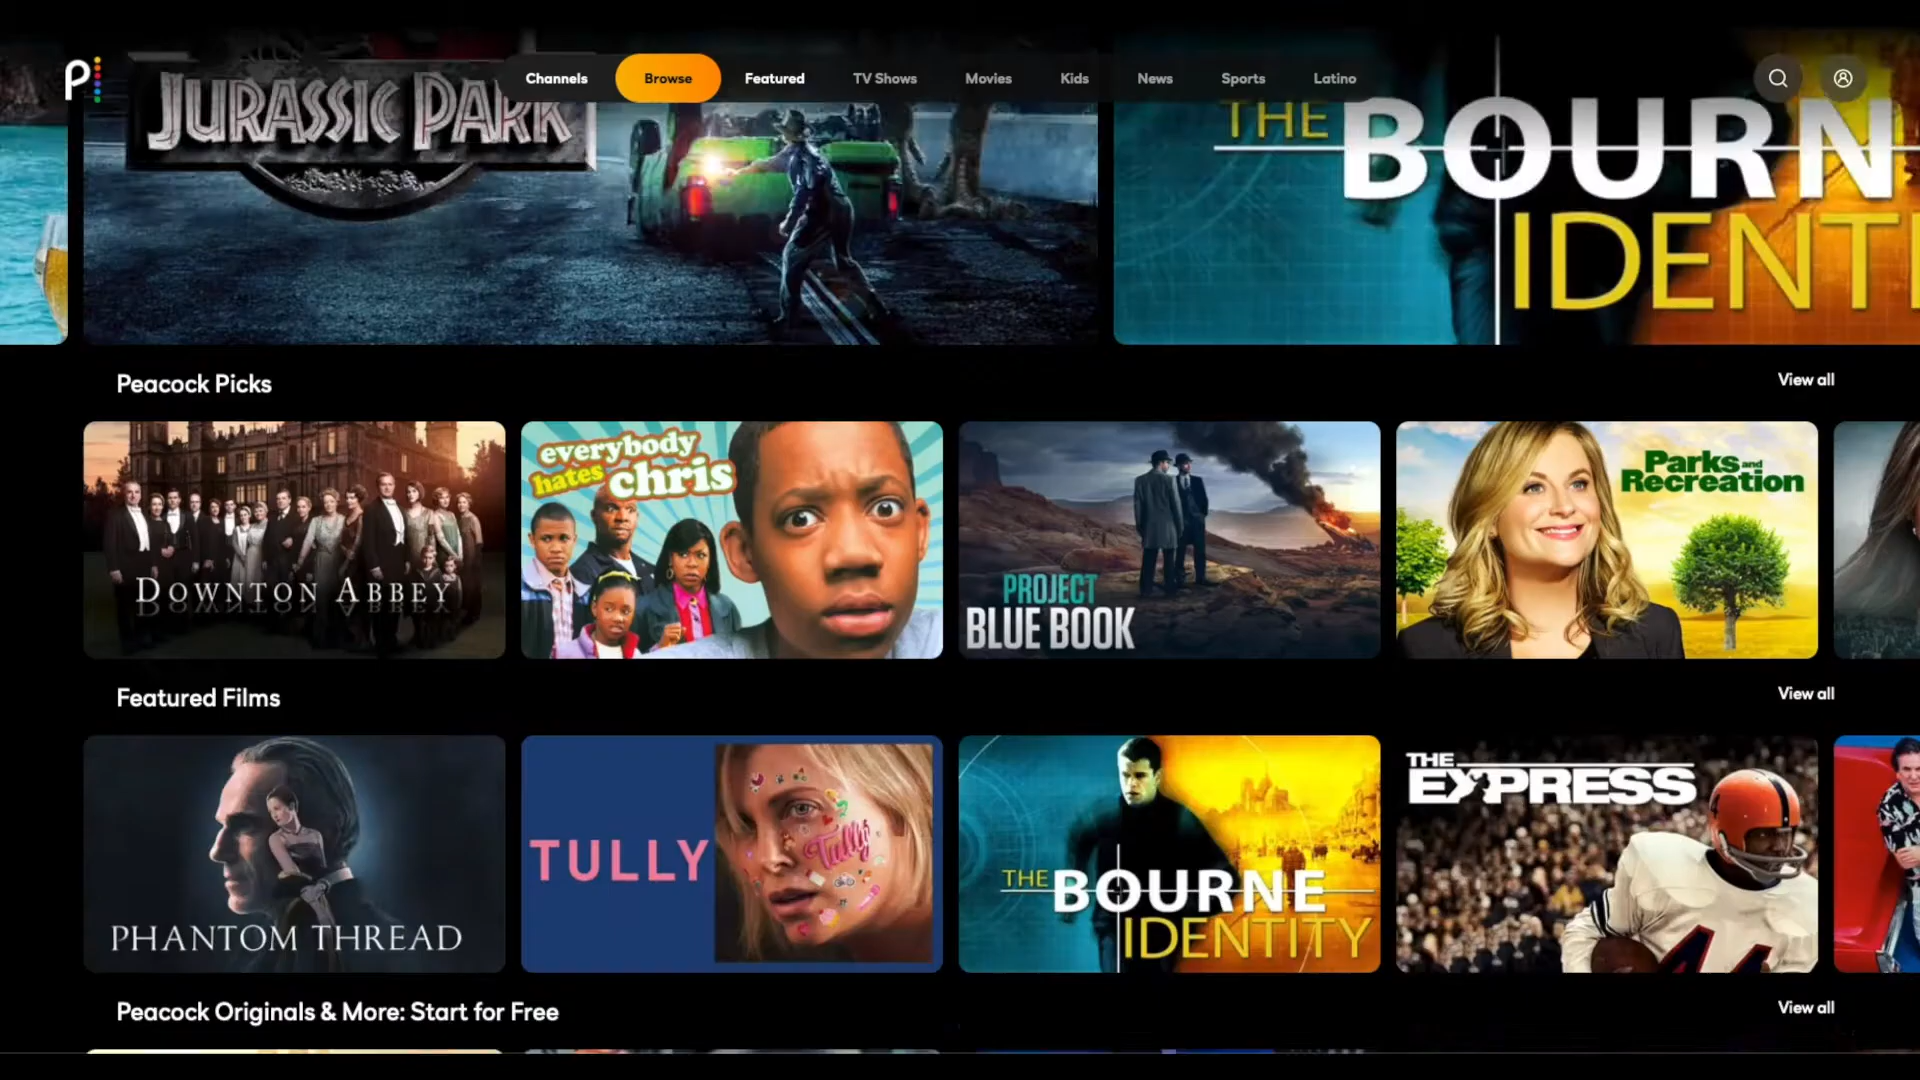 P
Channels
Browse
Featured
TV Shows
Movies
Kids
News
Sports
Latino
JURASSIC PARK
THE
BOURN
IDENT
Peacock Picks
View all
DOWNTON ABBEY
everybody
hates chris
PROJECT
BLUE BOOK
Parks and
Recreation
Featured Films
View all
PHANTOM THREAD
TULLY
Tully
THE
BOURNE
IDENTITY
THE
EXPRESS
44
Peacock Originals & More: Start for Free
View all